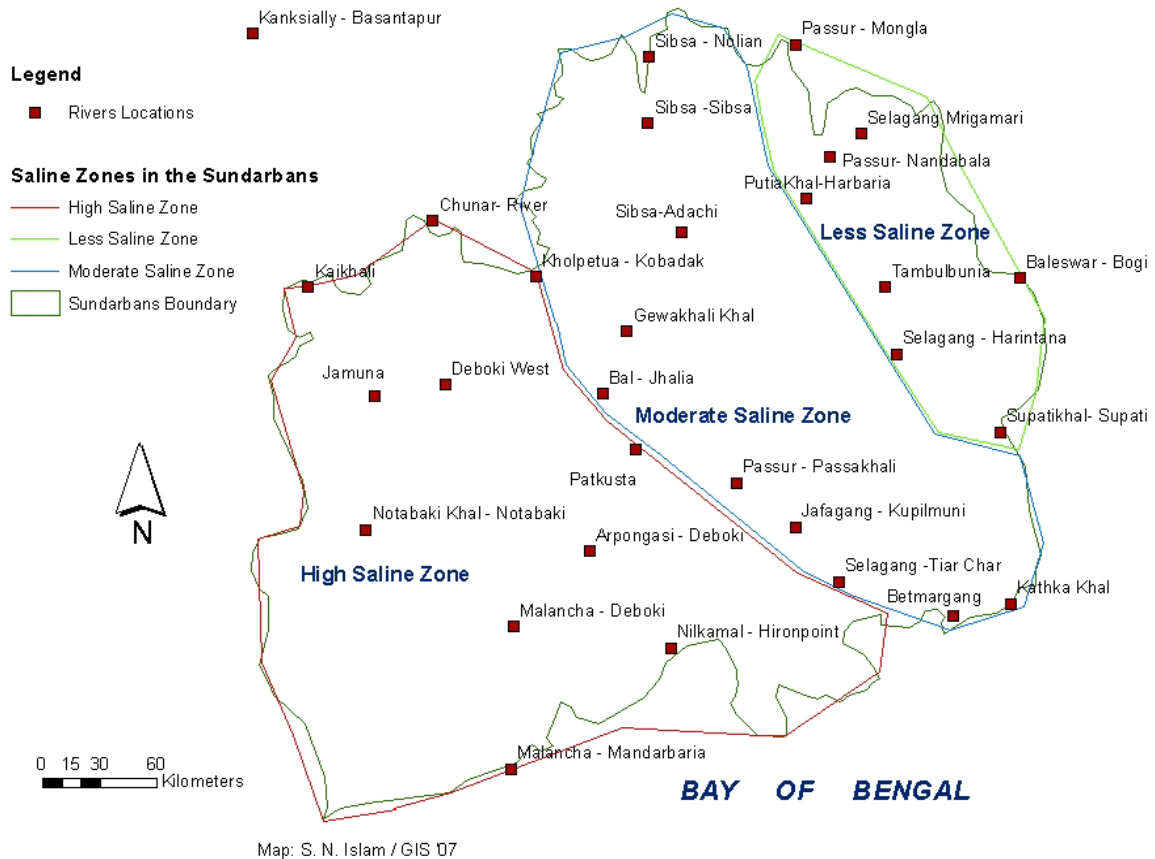 Kanksially - Basantapur
Legend
Rivers Locations
Saline Zones in the Sundarbans
High Saline Zone
Less Saline Zone
Moderate Saline Zone
Sundarbans Boundary
Passur - Mongla
Sibsa - Nolian
Sibsa -Sibsa
Selagang Mrigamari
Passur- Nandabala
PutiaKhal-Harbaria
Chunar- River
Sibsa-Adachi
Less Saline Zone
Kholpetua - Kobadak
Kaikhali
Tambulbunia
Baleswar - Bogi
Gewakhali Khal
Selagang - Harintana
Jamuna
Deboki West
Bal - Jhalia
Moderate Saline Zone
Supatikhal- Supati
Patkusta
Passur - Passakhali
N
Notabaki Khal - Notabaki
Jafagang - Kupilmuni
Arpongasi - Deboki
High Saline Zone
Selagang -Tiar Char
Betmargang
Kathka Khal
Malancha - Deboki
Nilkamal - Hironpoint
Malancha - Mandarbaria
0 15 30 60
Kilometers
BAY OF BENGAL
Map: S. N. Islam / GIS '07